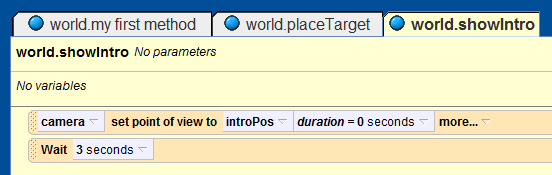 world.my first method world.placeTarget world.showIntro
world.showIntro No parameters
No variables
camera set point of view to introPos duration = 0 seconds more...
Wait 3 seconds